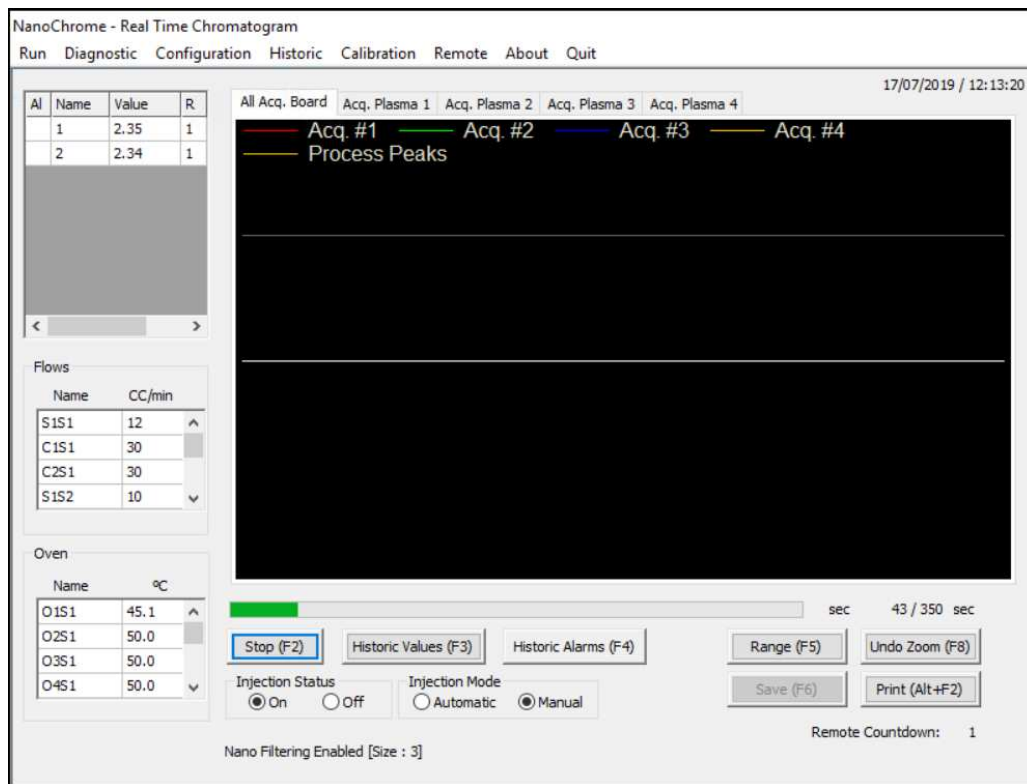 NanoChrome - Real Time Chromatogram
Run Diagnostic Configuration Historic Calibration Remote About Quit
17/07/2019 / 12:13:20
Al Name Value R
1 2.35 1
2 2.34 1
All Acq. Board Acq. Plasma 1 Acq. Plasma 2 Acq. Plasma 3 Acq. Plasma 4
Acq. #1 Acq. #2 Acq. #3 Acq. #4
Process Peaks
Flows
Name CC/min
S1S1 12
C1S1 30
C2S1 30
S1S2 10
Oven
Name ºC
O1S1 45.1
O2S1 50.0
O3S1 50.0
O4S1 50.0
sec 43 / 350 sec
Stop (F2) Historic Values (F3) Historic Alarms (F4) Range (F5) Undo Zoom (F8)
Injection Status Injection Mode
On Off Automatic Manual
Save (F6) Print (Alt+F2)
Remote Countdown: 1
Nano Filtering Enabled [Size : 3]